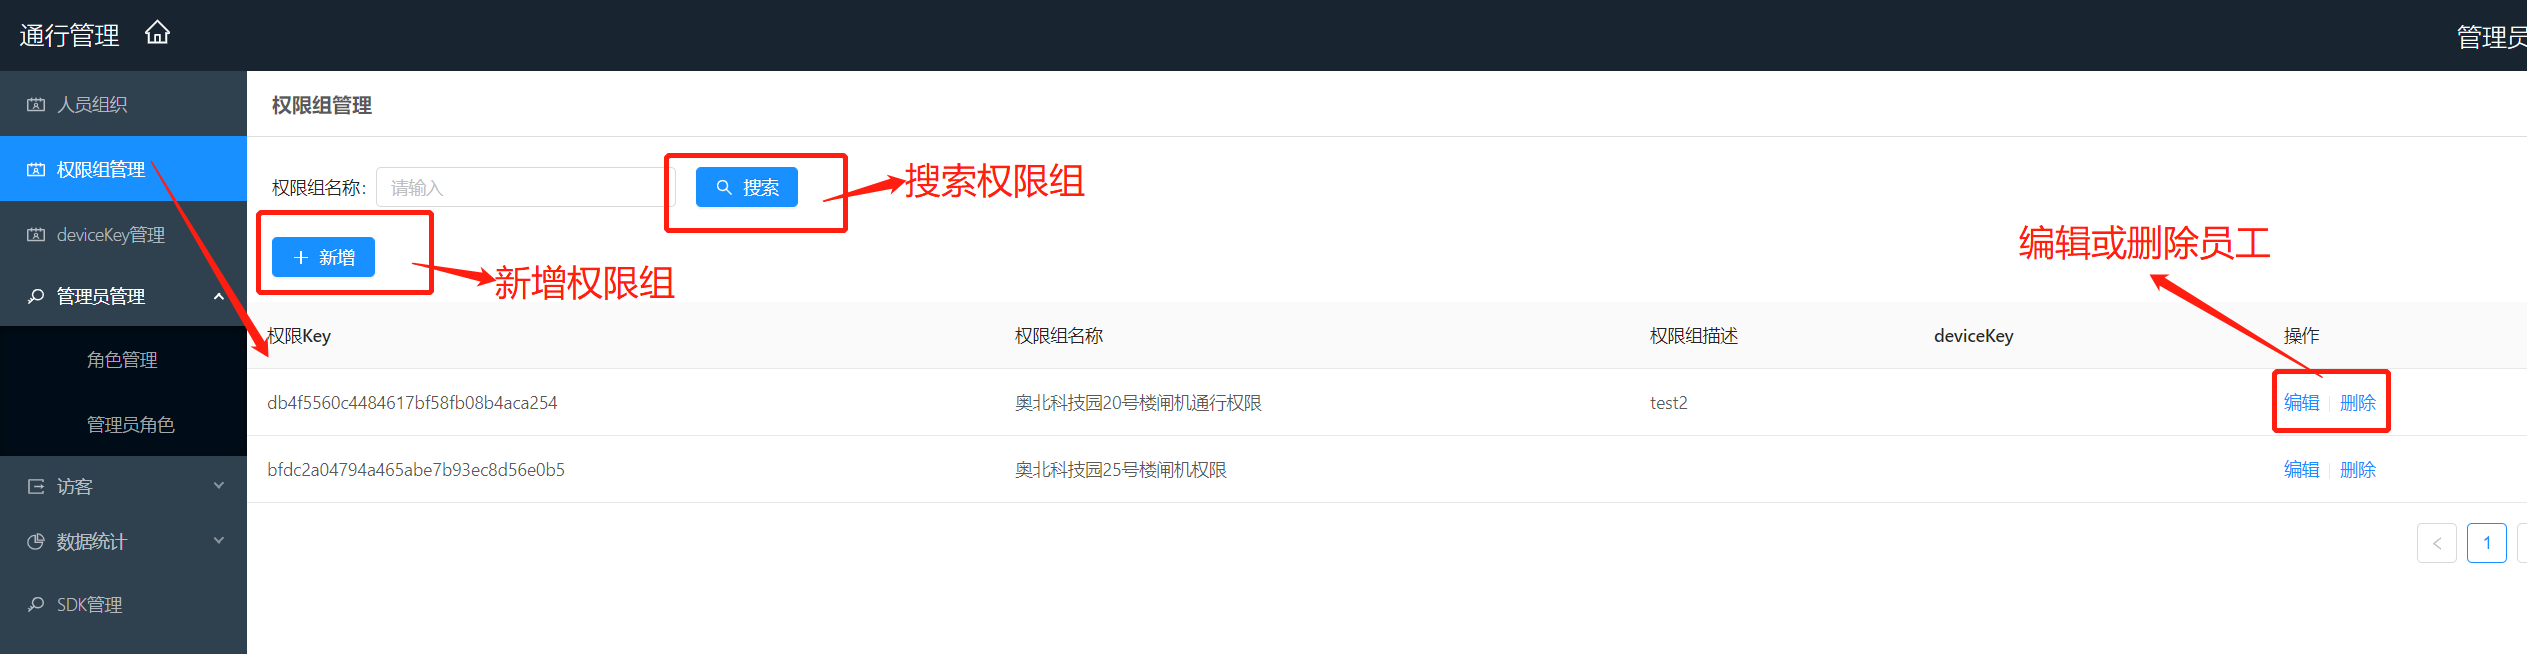 通行管理
管理员
人员组织
权限组管理
deviceKey管理
管理员管理
角色管理
管理员角色
访客
数据统计
SDK管理
权限组管理
权限组名称: 请输入 搜索 搜索权限组
新增 新增权限组
编辑或删除员工
权限Key 权限组名称 权限组描述 deviceKey 操作
db4f5560c4484617bf58fb08b4aca254 奥北科技园20号楼闸机通行权限 test2 编辑 删除
bfdc2a04794a465abe7b93ec8d56e0b5 奥北科技园25号楼闸机权限 编辑 删除
< 1